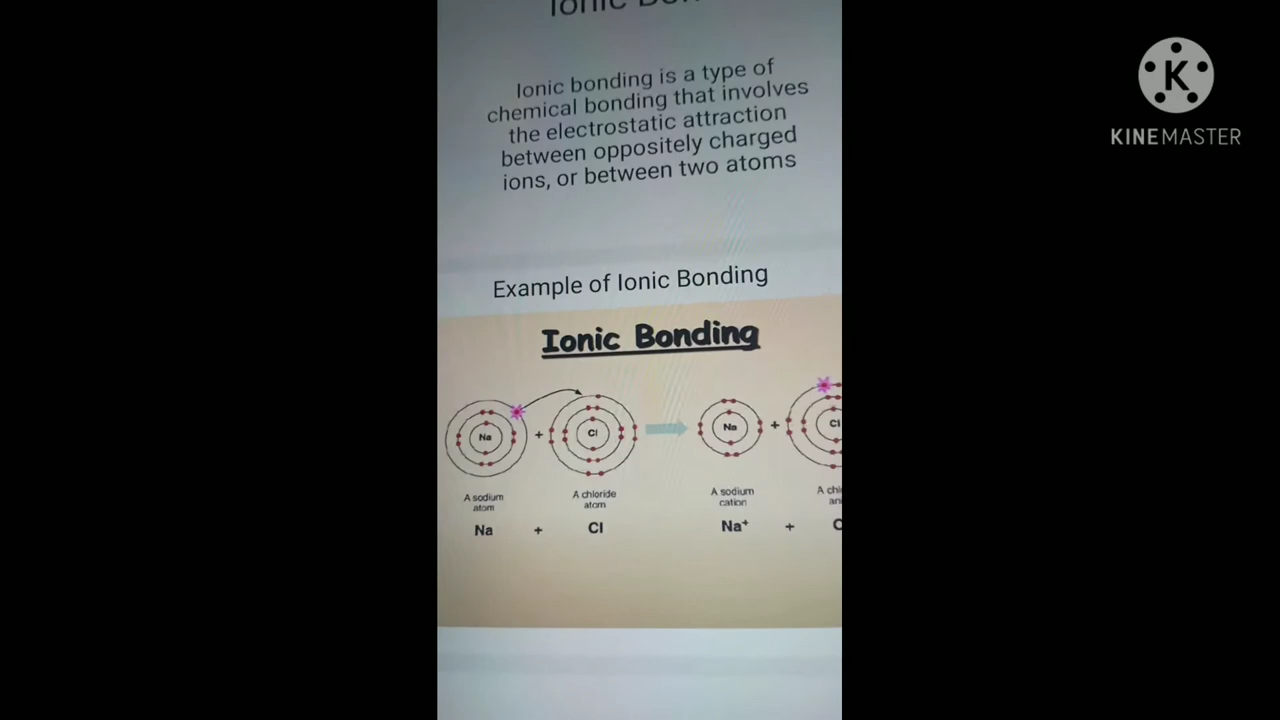 Ionic
Ionic bonding is a type of
chemical bonding that involves
the electrostatic attraction
between oppositely charged
ions, or between two atoms
Example of Ionic Bonding
Ionic Bonding
Na + Cl Na + Cl
A sodium
atom
A chloride
atom
A sodium
cation
A
Na + Cl Na⁺ +
K
KINEMASTER